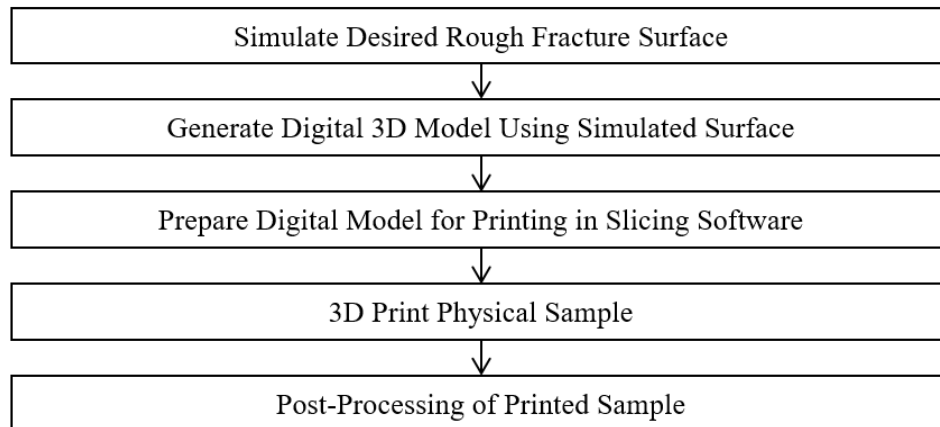 Simulate Desired Rough Fracture Surface
Generate Digital 3D Model Using Simulated Surface
Prepare Digital Model for Printing in Slicing Software
3D Print Physical Sample
Post-Processing of Printed Sample